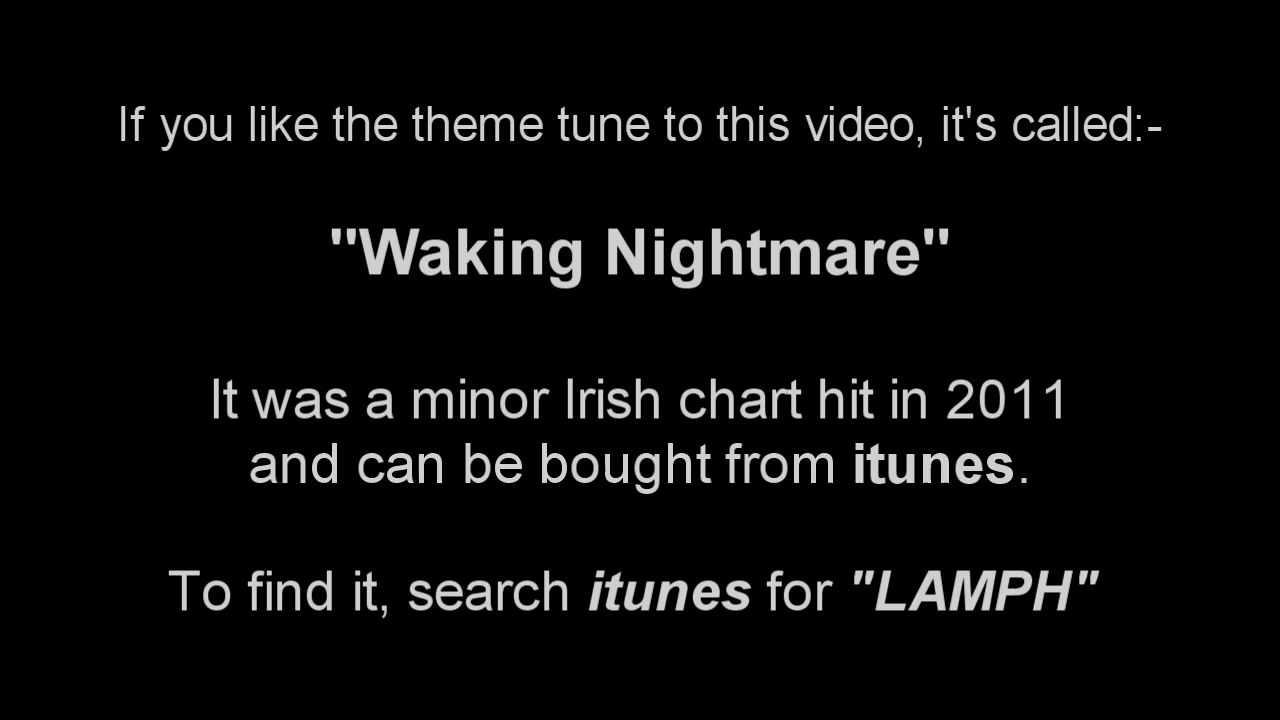 If you like the theme tune to this video, it's called:-
"Waking Nightmare"
It was a minor Irish chart hit in 2011
and can be bought from itunes.
To find it, search itunes for "LAMPH"